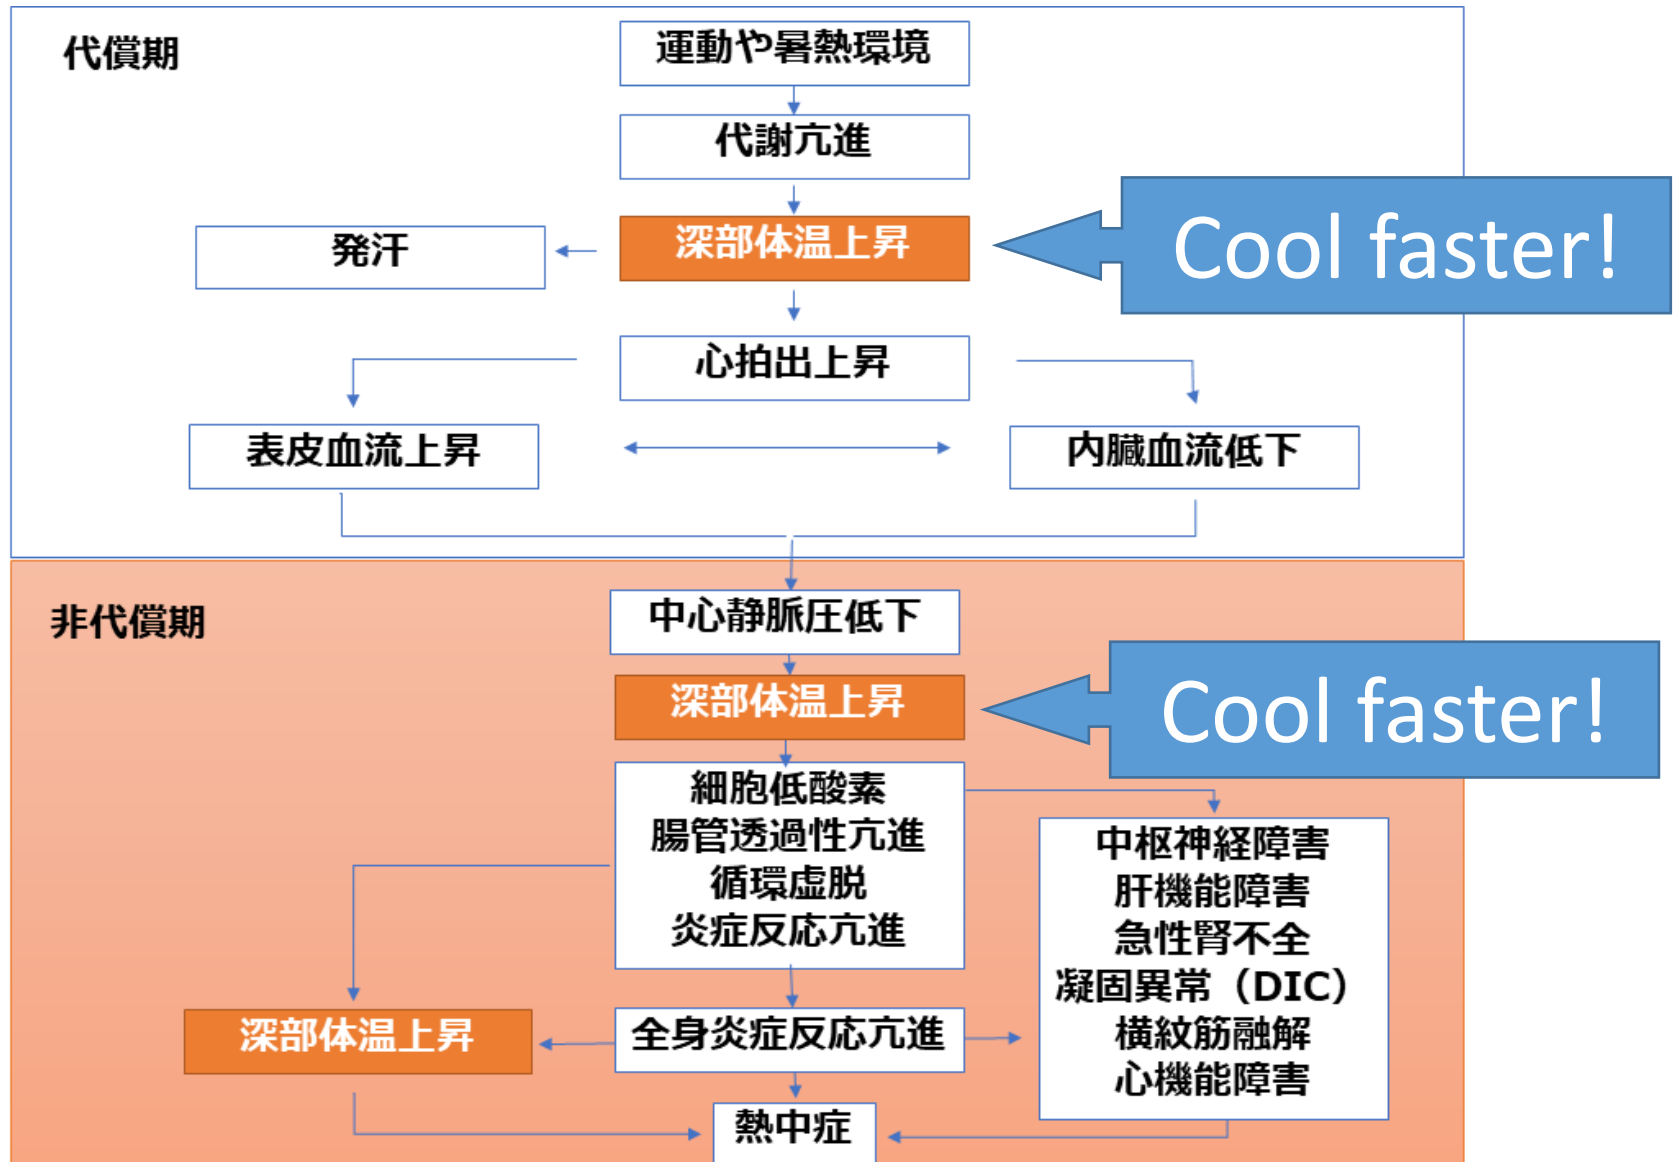 代償期
運動や暑熱環境
代謝亢進
深部体温上昇
Cool faster!
発汗
心拍出上昇
表皮血流上昇
内臓血流低下
非代償期
中心静脈圧低下
深部体温上昇
Cool faster!
細胞低酸素
腸管透過性亢進
循環虚脱
炎症反応亢進
中枢神経障害
肝機能障害
急性腎不全
凝固異常（DIC）
横紋筋融解
心機能障害
深部体温上昇
全身炎症反応亢進
熱中症